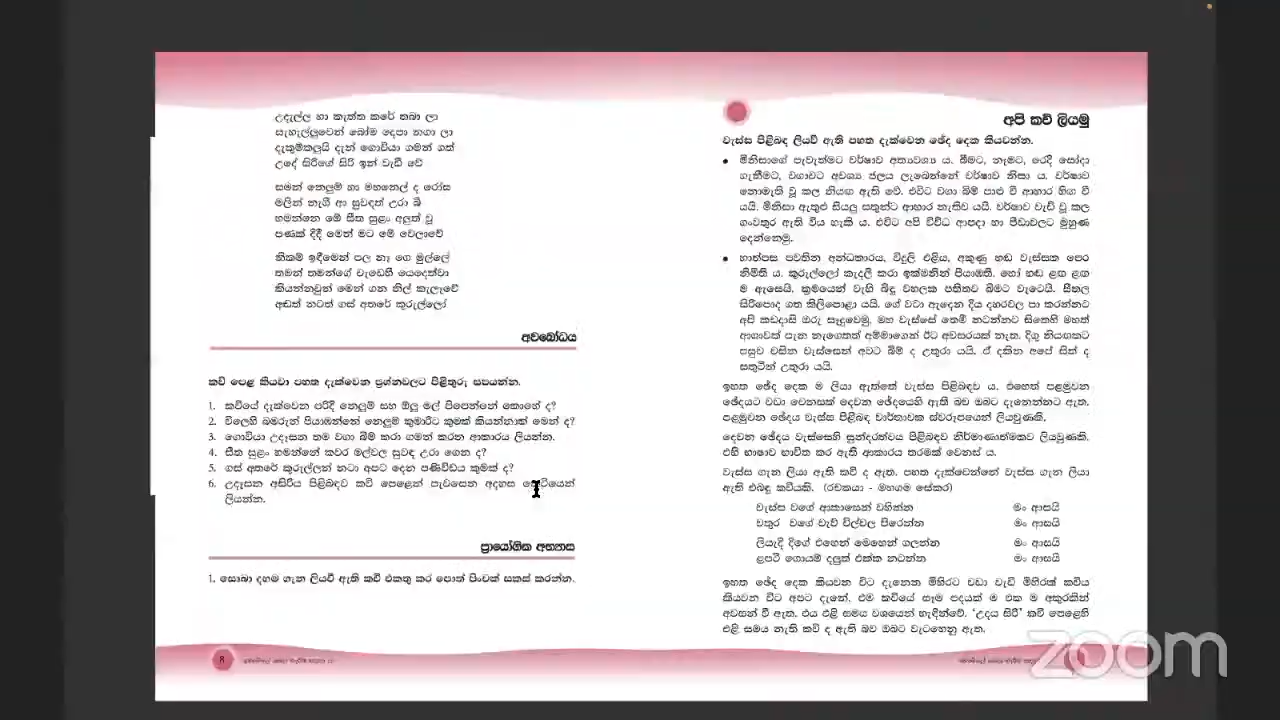 උදැල්ල හා කැත්ත කරේ තබා ලා
සැහැල්ලුවෙන් බෝම දෙපා නගා ලා
දැකුම්කලුයි දැන් ගොවියා ගමන් ගත්
උදේ සිරිගේ සිරි ඉන් වැඩි වේ
සමන් නෙලුම් හා මහනෙල් ද රෝස
මලින් නැගී ආ සුවඳත් උරා බී
හමන්නෙ මේ සීත සුළං අලුත් වූ
පණක් දිදී මෙන් මට මේ වෙලාවේ
නිකම් ඉඳීමෙන් පල නෑ ගෙ මුල්ලේ
තමන් තමන්ගේ වැඩෙහී යෙදෙත්වා
කියන්නවුන් මෙන් ගන නිල් කැලෑවේ
අඬත් නටත් ගස් අතරේ කුරුල්ලෝ
අවබෝධය
කවි පෙළ කියවා පහත දැක්වෙන ප්‍රශ්නවලට පිළිතුරු සපයන්න.
1. කවියේ දැක්වෙන පරිදි නෙලුම් සහ ඕලු මල් පිපෙන්නේ කොහේ ද?
2. විලෙහි බමරුන් පියාඹන්නේ නෙලුම් කුමාරිට කුමක් කියන්නාක් මෙන් ද?
3. ගොවියා උදෑසන තම වගා බිම් කරා ගමන් කරන ආකාරය ලියන්න.
4. සීත සුළං හමන්නේ කවර මල්වල සුවඳ උරා ගෙන ද?
5. ගස් අතරේ කුරුල්ලන් නටා අපට දෙන පණිවිඩය කුමක් ද?
6. උදෑසන අසිරිය පිළිබඳව කවි පෙළෙන් පැවසෙන අදහස
ලියන්න.
ප්‍රායෝගික අභ්‍යාස
1. සොබා දහම ගැන ලියවී ඇති කවි එකතු කර පොත් පිංචක් සකස් කරන්න.
8
අපි කවි ලියමු
වැස්ස පිළිබඳ ලියවී ඇති පහත දැක්වෙන ඡේද දෙක කියවන්න.
• මිනිසාගේ පැවැත්මට වර්ෂාව අත්‍යවශ්‍ය ය. බීමට, නෑමට, රෙදි සෝදා
ගැනීමට, වගාවට අවශ්‍ය ජලය ලැබෙන්නේ වර්ෂාව නිසා ය. වර්ෂාව
නොමැති වූ කල නියඟ ඇති වේ. එවිට වගා බිම් පාළු වී ආහාර හිඟ වී
යයි. මිනිසා ඇතුළු සියලු සතුන්ට ආහාර නැතිව යයි. වර්ෂාව වැඩි වූ කල
ගංවතුර ඇති විය හැකි ය. එවිට අපි විවිධ ආපදා හා පීඩාවලට මුහුණ
දෙන්නෙමු.
• හාත්පස පවතින අන්ධකාරය, විදුලි එළිය, අකුණු හඬ වැස්සක පෙර
නිමිති ය. කුරුල්ලෝ කැදලි කරා ඉක්මනින් පියාඹති. හෝ හඬ ළඟ ළඟ
ම ඇසෙයි. ක්‍රමයෙන් වැහි බිඳු වහලක පතිතව බිමට වැටෙයි. සීතල
සිරිපොද ගත කිලිපොළා යයි. ගේ වටා ඇදෙන දිය දහරවල පා කරන්නට
අපි කඩදාසි ඔරු සෑදුවෙමු. මහ වැස්සේ තෙමී නටන්නට සිතෙහි මහත්
ආශාවක් පැන නැගෙතත් අම්මාගෙන් ඊට අවසරයක් නැත. දිගු නියඟකට
පසුව වසින වැස්සෙන් අවට බිම් ද උතුරා යයි. ඒ දකින අපේ සිත් ද
සතුටින් උතුරා යයි.
ඉහත ඡේද දෙක ම ලියා ඇත්තේ වැස්ස පිළිබඳව ය. එහෙත් පළමුවන
ඡේදයට වඩා වෙනසක් දෙවන ඡේදයෙහි ඇති බව ඔබට දැනෙන්නට ඇත.
පළමුවන ඡේදය වැස්ස පිළිබඳ වාර්තාවක ස්වරූපයෙන් ලියවුණකි.
දෙවන ඡේදය වැස්සෙහි සුන්දරත්වය පිළිබඳව නිර්මාණාත්මකව ලියවුණකි.
එහි භාෂාව භාවිත කර ඇති ආකාරය තරමක් වෙනස් ය.
වැස්ස ගැන ලියා ඇති කවි ද ඇත. පහත දැක්වෙන්නේ වැස්ස ගැන ලියා
ඇති එබඳු කවියකි. (රචකයා - මහගම සේකර)
වැස්ස වගේ ආකාසෙන් වහින්න මං ආසයි
වතුර වගේ වැව් විල්වල පිරෙන්න මං ආසයි
ලියැදි දිගේ එහෙන් මෙහෙන් ගලන්න මං ආසයි
ළපටි ගොයම් දලුත් එක්ක නටන්න මං ආසයි
ඉහත ඡේද දෙක කියවන විට දැනෙන මිහිරට වඩා වැඩි මිහිරක් කවිය
කියවන විට අපට දැනේ. එම කවියේ සෑම පදයක් ම එක ම අකුරකින්
අවසන් වී ඇත. එය එළි සමය වශයෙන් හැඳින්වේ. ‘උදය සිරි’ කවි පෙළෙහි
එළි සමය නැති කවි ද ඇති බව ඔබට වැටහෙනු ඇත.
zoom